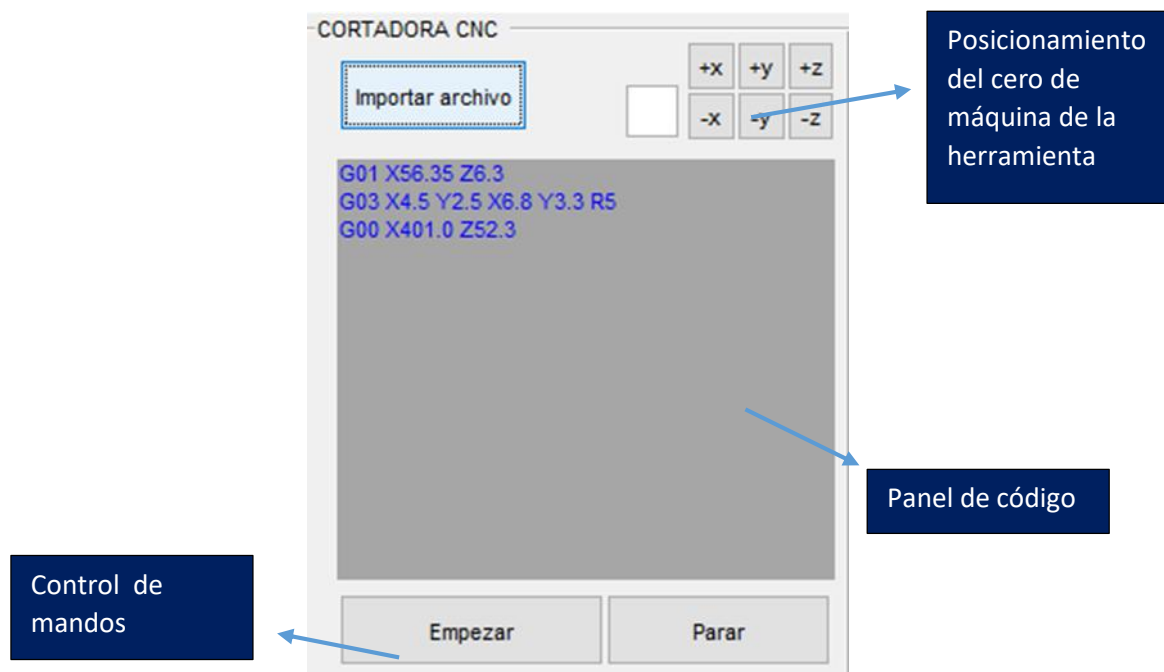 CORTADORA CNC
Importar archivo
+x +y +z
-x -y -z
Posicionamiento
del cero de
máquina de la
herramienta
G01 X56.35 Z6.3
G03 X4.5 Y2.5 X6.8 Y3.3 R5
G00 X401.0 Z52.3
Panel de código
Control de
mandos
Empezar
Parar